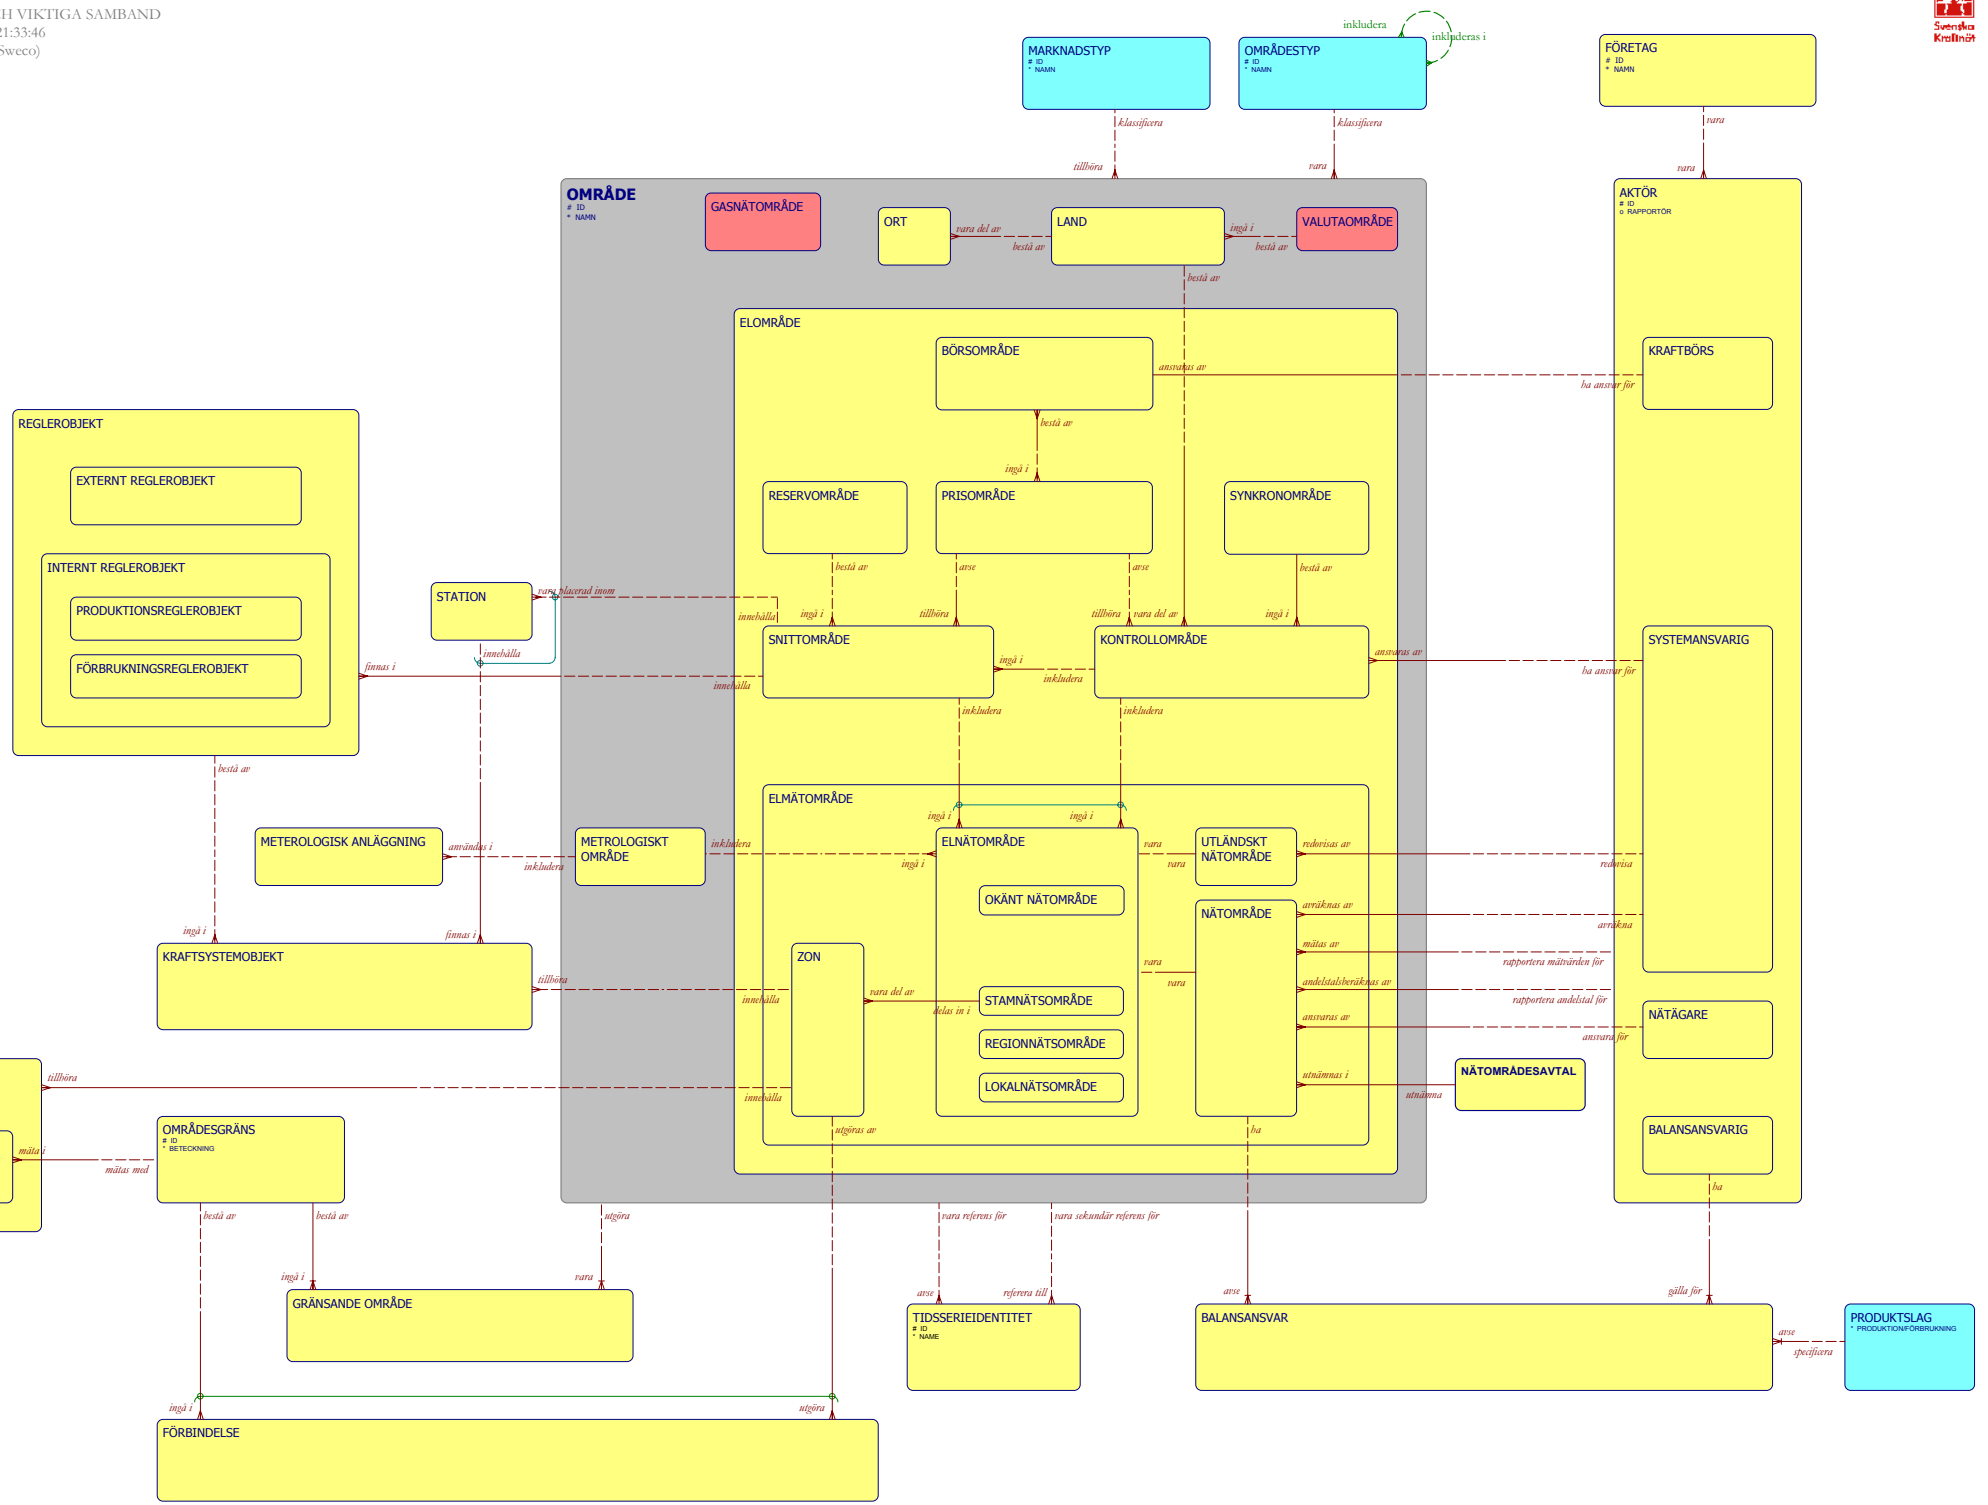 H VIKTIGA SAMBAND
21:33:46
Sweco)
Svenska
Kraftnät
inkludera
inkluderas i
MARKNADSTYP
# ID
* NAMN
OMRÅDESTYP
# ID
* NAMN
FÖRETAG
# ID
* NAMN
klassificera
klassificera
vara
tillhöra
vara
vara
OMRÅDE
# ID
* NAMN
GASNÄTOMRÅDE
ORT
vara del av
bestå av
LAND
ingå i
bestå av
VALUTAOMRÅDE
AKTÖR
# ID
o RAPPORTÖR
bestå av
ELOMRÅDE
BÖRSOMRÅDE
ansvaras av
ha ansvar för
KRAFTBÖRS
bestå av
ingå i
REGLEROBJEKT
EXTERNT REGLEROBJEKT
INTERNT REGLEROBJEKT
PRODUKTIONSREGLEROBJEKT
FÖRBRUKNINGSREGLEROBJEKT
RESERVOMRÅDE
PRISOMRÅDE
SYNKRONOMRÅDE
bestå av
avse
avse
bestå av
STATION
vara placerad inom
innehålla
ingå i
tillhöra
tillhöra
vara del av
ingå i
innehålla
SNITTOMRÅDE
KONTROLLOMRÅDE
SYSTEMANSVARIG
finnas i
innehålla
ingå i
inkludera
ansvaras av
ha ansvar för
inkludera
inkludera
bestå av
ELMÄTOMRÅDE
ingå i
ingå i
METEROLOGISK ANLÄGGNING
användas i
inkludera
METROLOGISKT
OMRÅDE
inkludera
ingå i
ELNÄTOMRÅDE
vara
vara
UTLÄNDSKT
NÄTOMRÅDE
redovisas av
redovisa
OKÄNT NÄTOMRÅDE
NÄTOMRÅDE
avräknas av
avräkna
ingå i
finnas i
KRAFTSYSTEMOBJEKT
ZON
mätas av
rapportera mätvärden för
vara
vara
tillhöra
innehålla
vara del av
delas in i
STAMNÄTSOMRÅDE
andelstalsberäknas av
rapportera andelstal för
REGIONNÄTSOMRÅDE
ansvaras av
ansvara för
NÄTÄGARE
LOKALNÄTSOMRÅDE
utnämnas i
utnämna
NÄTOMRÅDESAVTAL
tillhöra
innehålla
OMRÅDESGRÄNS
# ID
* BETECKNING
mäta i
mätas med
utgöras av
ha
BALANSANSVARIG
ha
bestå av
bestå av
utgöra
vara referens för
vara sekundär referens för
ingå i
vara
avse
referera till
avse
gälla för
GRÄNSANDE OMRÅDE
TIDSSERIEIDENTITET
# ID
* NAME
BALANSANSVAR
PRODUKTSLAG
* PRODUKTION/FÖRBRUKNING
avse
specificera
ingå i
utgöra
FÖRBINDELSE